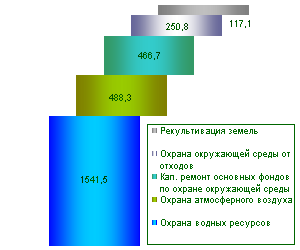 117,1
250,8
466,7
488,3
1541,5
Рекультивация земель
Охрана окружающей среды от
отходов
Кап. ремонт основных фондов
по охране окружающей среды
Охрана атмосферного воздуха
Охрана водных ресурсов